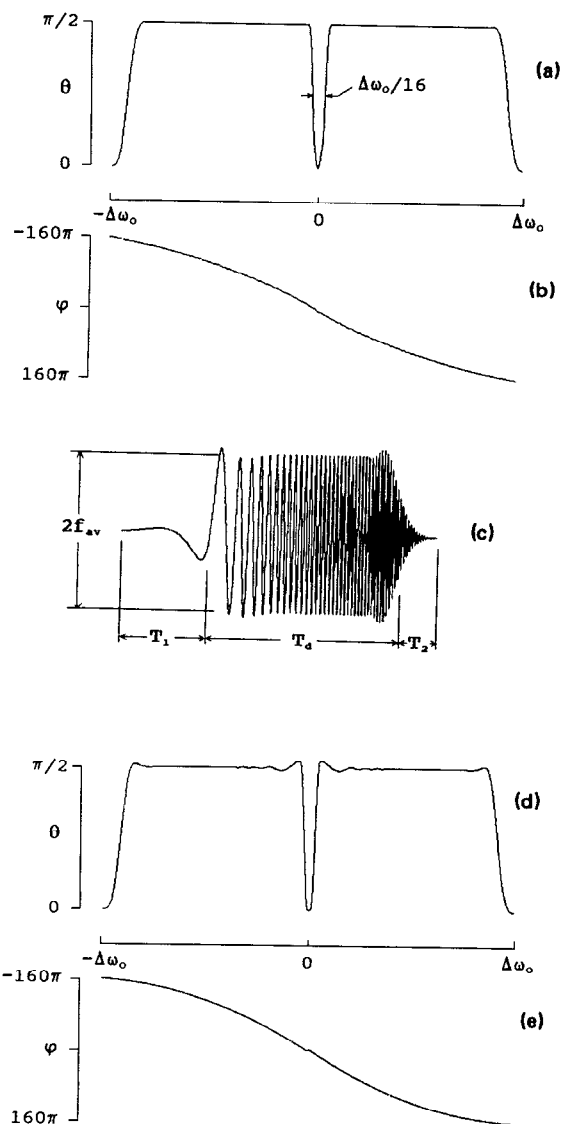 π/2
θ
0
Δω₀/16
(a)
-Δω₀
0
Δω₀
-160π
φ
160π
(b)
2f_av
(c)
T₁
T_d
T₂
π/2
θ
0
(d)
-Δω₀
0
Δω₀
-160π
φ
160π
(e)